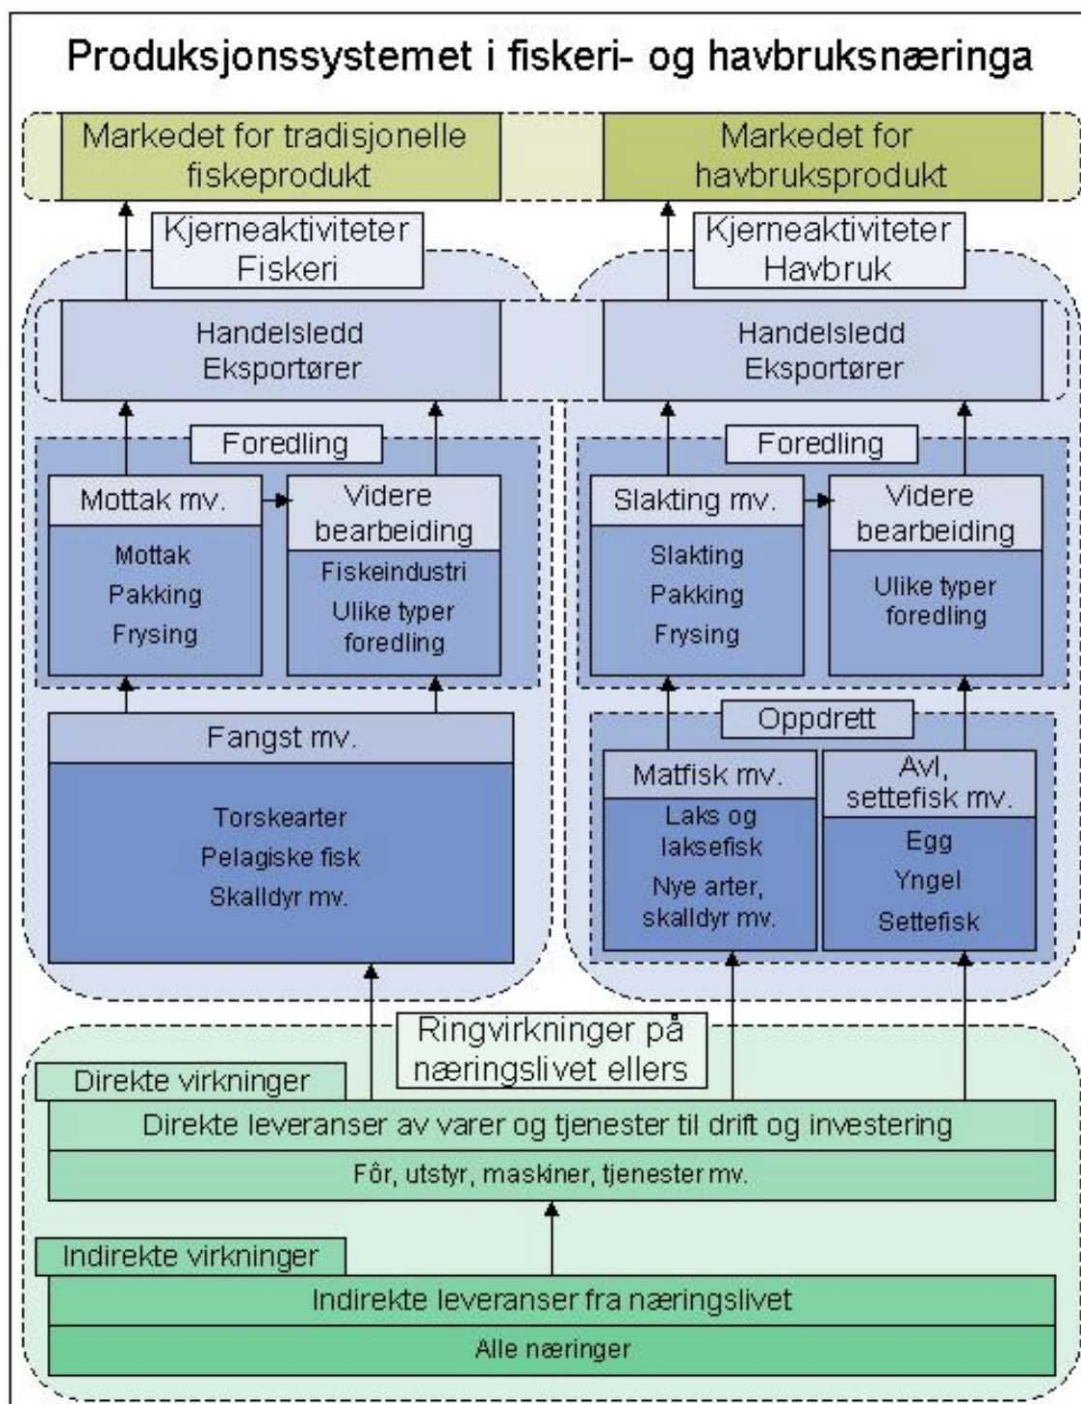 Produksjonssystemet i fiskeri- og havbruksnæringa
Markedet for tradisjonelle
fiskeprodukt
Markedet for
havbruksprodukt
Kjerneaktiviteter
Fiskeri
Kjerneaktiviteter
Havbruk
Handelsledd
Eksportører
Handelsledd
Eksportører
Foredling
Mottak mv.
Mottak
Pakking
Frysing
Videre
bearbeiding
Fiskeindustri
Ulike typer
foredling
Foredling
Slakting mv.
Slakting
Pakking
Frysing
Videre
bearbeiding
Ulike typer
foredling
Fangst mv.
Torskearter
Pelagiske fisk
Skalldyr mv.
Oppdrett
Matfisk mv.
Laks og
laksefisk
Nye arter,
skalldyr mv.
Avl,
settefisk mv.
Egg
Yngel
Settefisk
Ringvirkninger på
næringslivet ellers
Direkte virkninger
Direkte leveranser av varer og tjenester til drift og investering
Fôr, utstyr, maskiner, tjenester mv.
Indirekte virkninger
Indirekte leveranser fra næringslivet
Alle næringer